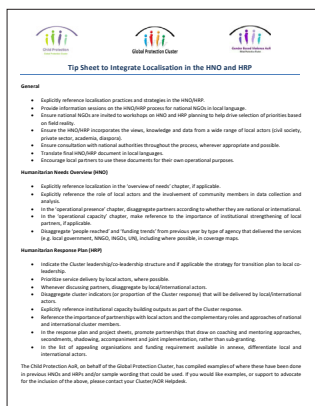 Child Protection
Global Protection Cluster
Tip Sheet to Integrate Localisation in the HNO and HRP
General
• Explicitly reference localisation practices and strategies in the HNO/HRP.
• Provide information sessions on the HNO/HRP process for national NGOs in local language.
• Ensure national NGOs are invited to workshops on HNO and HRP planning to help drive selection of priorities based
on field reality.
• Ensure the HNO/HRP incorporates the views, knowledge and data from a wide range of local actors (civil society,
private sector, academia, diaspora).
• Ensure consultation with national authorities throughout the process, wherever appropriate and possible.
• Translate final HNO/HRP document in local languages.
• Encourage local partners to use these documents for their own operational purposes.
Humanitarian Needs Overview (HNO)
• Explicitly reference localization in the 'overview of needs' chapter, if applicable.
• Explicitly reference the role of local actors and the involvement of community members in data collection and
analysis.
• In the 'operational presence' chapter, disaggregate partners according to whether they are national or international.
• In the 'operational capacity' chapter, make reference to the importance of institutional strengthening of local
partners, if applicable.
• Disaggregate 'people reached' and 'funding trends' from previous year by type of agency that delivered the services
(e.g. local government, NNGO, INGOs, UN), including where possible, in coverage maps.
Humanitarian Response Plan (HRP)
• Indicate the Cluster leadership/co-leadership structure and if applicable the strategy for transition plan to local co-
leadership.
• Prioritize service delivery by local actors, where possible.
• Whenever discussing partners, disaggregate by local/international actors.
• Disaggregate cluster indicators (or proportion of the Cluster response) that will be delivered by local/international
actors.
• Explicitly reference institutional capacity building outputs as part of the Cluster response.
• Reference the importance of partnerships with local actors and the complementary roles and approaches of national
and international cluster members.
• In the response plan and project sheets, promote partnerships that draw on coaching and mentoring approaches,
secondments, shadowing, accompaniment and joint implementation, rather than sub-granting.
• In the list of appealing organizations and funding requirement available in annexe, differentiate local and
international actors.
The Child Protection AoR, on behalf of the Global Protection Cluster, has compiled examples of where these have been done
in previous HNOs and HRPs and/or sample wording that could be used. If you would like examples, or support to advocate
for the inclusion of the above, please contact your Cluster/AOR Helpdesk.